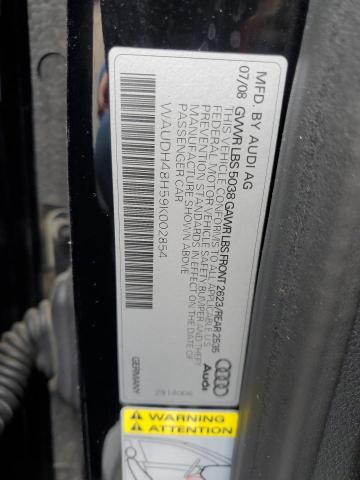 MFD. BY AUDI AG
07/08 GVWR LBS 5038 GAWR LBS FRONT 2623/REAR 2535
THIS VEHICLE CONFORMS TO ALL APPLICABLE U.S.
FEDERAL MOTOR VEHICLE SAFETY BUMPER AND THEFT
PREVENTION STANDARDS IN EFFECT ON THE DATE OF
MANUFACTURE SHOWN ABOVE
PASSENGER CAR
WAUDH48H59K002854
Audi
WARNING
ATTENTION